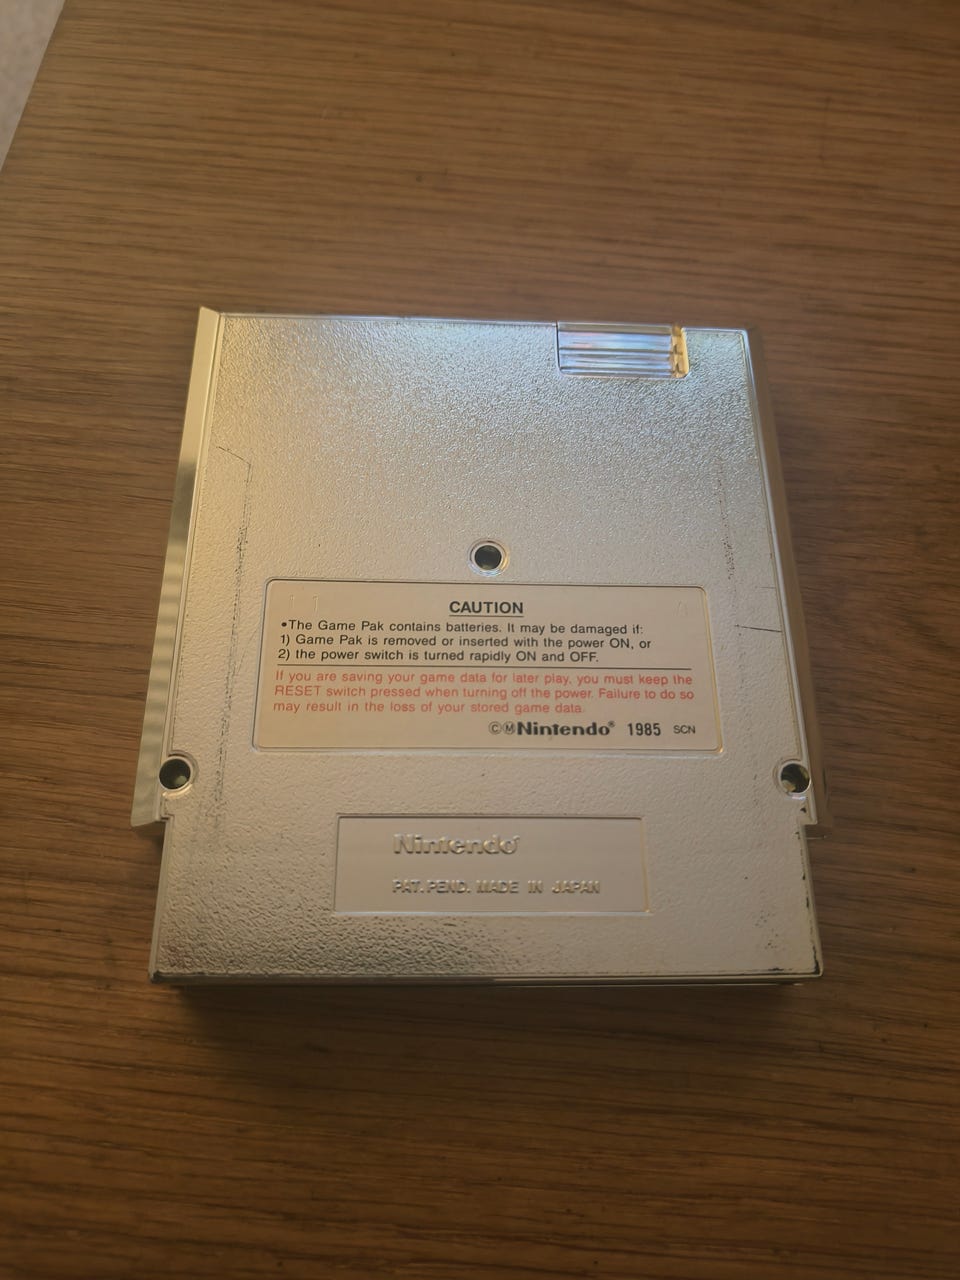 CAUTION
•The Game Pak contains batteries. It may be damaged if:
1) Game Pak is removed or inserted with the power ON, or
2) the power switch is turned rapidly ON and OFF.
If you are saving your game data for later play, you must keep the
RESET switch pressed when turning off the power. Failure to do so
may result in the loss of your stored game data.
©ⓂNintendo® 1985 SCN
Nintendo®
PAT. PEND. MADE IN JAPAN